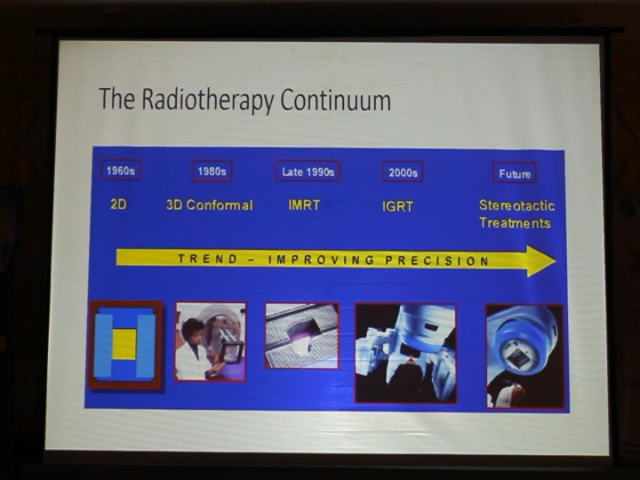 The Radiotherapy Continuum
1960s 1980s Late 1990s 2000s Future
2D 3D Conformal IMRT IGRT Stereotactic
Treatments
TREND – IMPROVING PRECISION